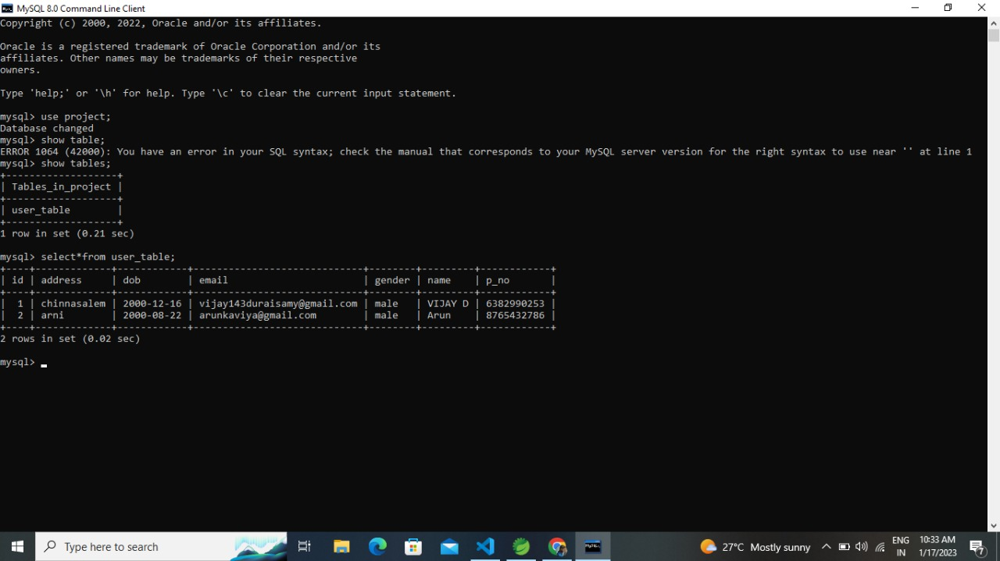 MySQL 8.0 Command Line Client
Copyright (c) 2000, 2022, Oracle and/or its affiliates.
Oracle is a registered trademark of Oracle Corporation and/or its
affiliates. Other names may be trademarks of their respective
owners.
Type 'help;' or '\h' for help. Type '\c' to clear the current input statement.
mysql> use project;
Database changed
mysql> show table;
ERROR 1064 (42000): You have an error in your SQL syntax; check the manual that corresponds to your MySQL server version for the right syntax to use near '' at line 1
mysql> show tables;
+-------------------+
| Tables_in_project |
+-------------------+
| user_table        |
+-------------------+
1 row in set (0.21 sec)
mysql> select*from user_table;
+----+-------------+------------+-----------------------------+--------+---------+------------+
| id | address     | dob        | email                       | gender | name    | p_no       |
+----+-------------+------------+-----------------------------+--------+---------+------------+
|  1 | chinnasalem | 2000-12-16 | vijay143duraisamy@gmail.com | male   | VIJAY D | 6382990253 |
|  2 | arni        | 2000-08-22 | arunkaviya@gmail.com        | male   | Arun    | 8765432786 |
+----+-------------+------------+-----------------------------+--------+---------+------------+
2 rows in set (0.02 sec)
mysql>
Type here to search
27°C Mostly sunny
ENG
IN
10:33 AM
1/17/2023
7